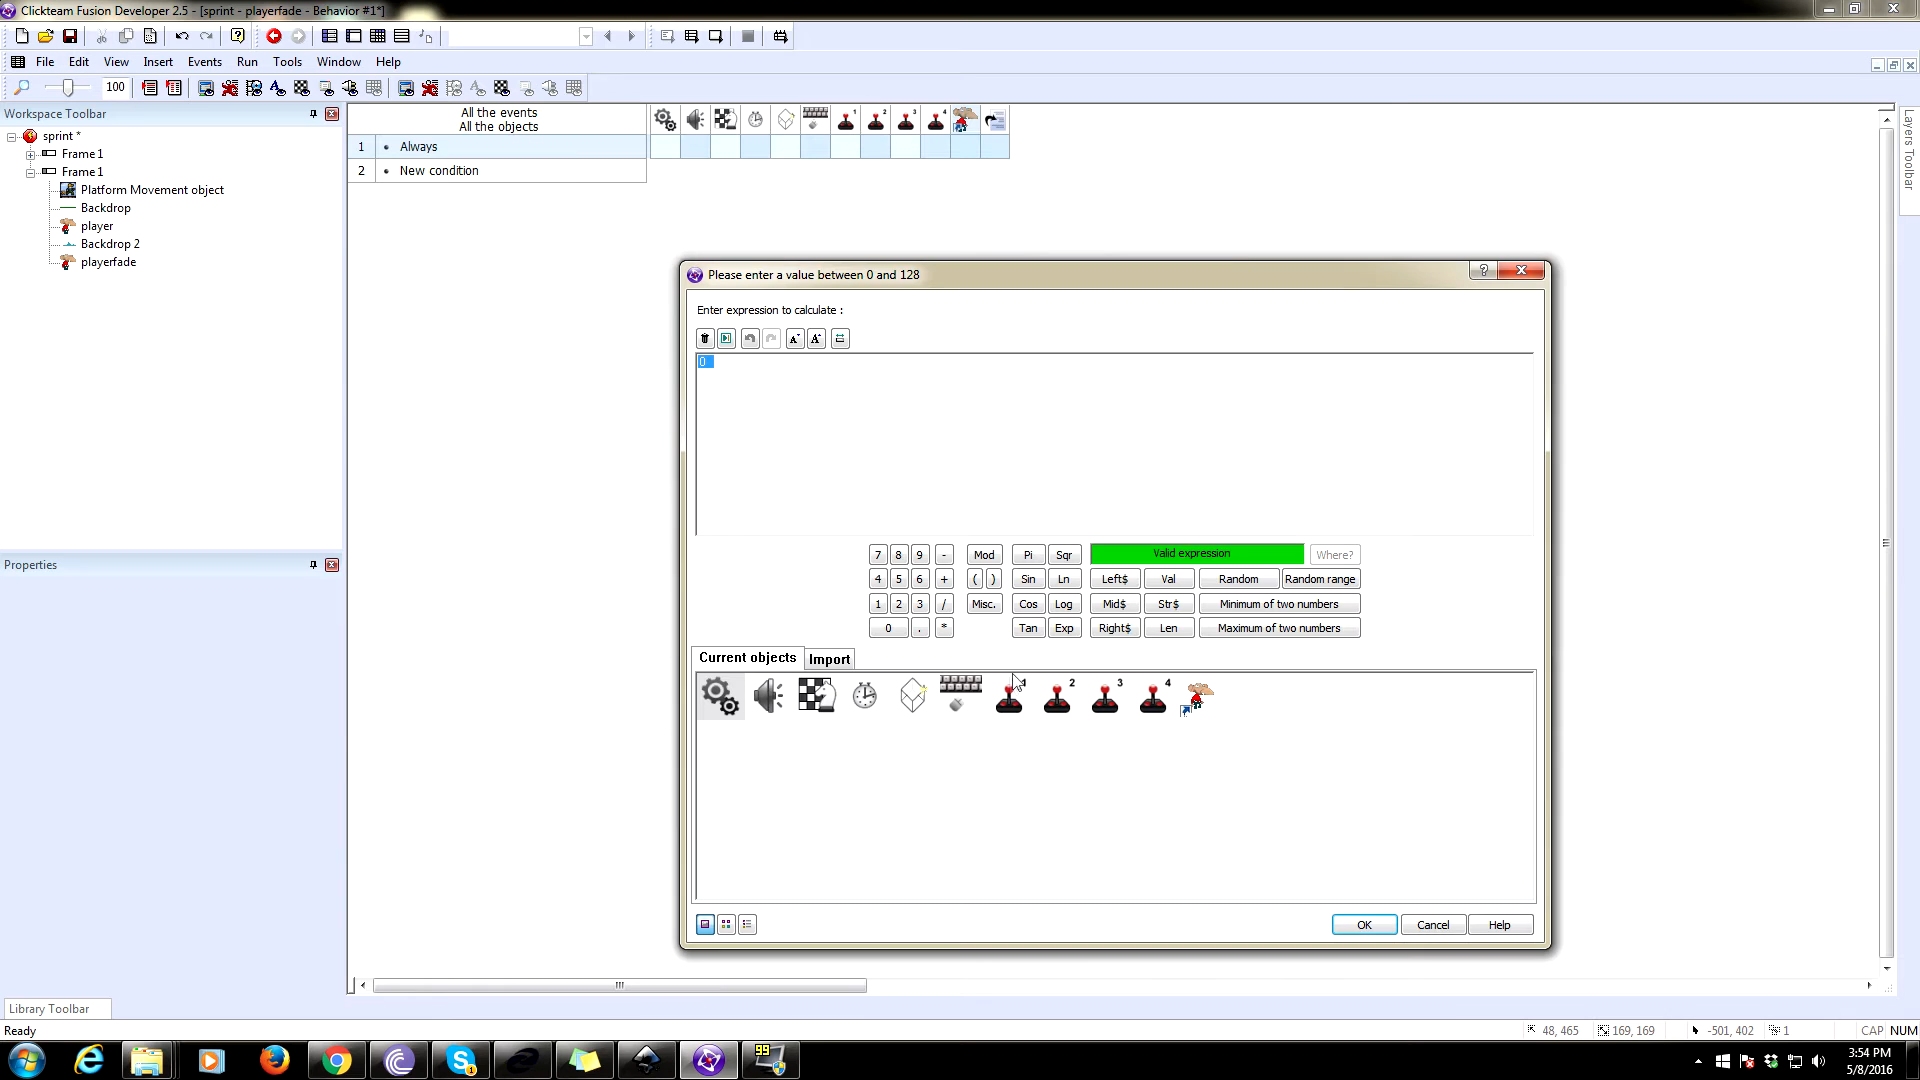 Clickteam Fusion Developer 2.5 - [sprint - playerfade - Behavior #1*]
File Edit View Insert Events Run Tools Window Help
100
Workspace Toolbar
sprint *
Frame 1
Frame 1
Platform Movement object
Backdrop
player
Backdrop 2
playerfade
Properties
Library Toolbar
Layers Toolbar
All the events
All the objects
1 2 3 4
1 • Always
2 • New condition
Please enter a value between 0 and 128
Enter expression to calculate :
0
7 8 9 - Mod Pi Sqr Valid expression Where?
4 5 6 + ( ) Sin Ln Left$ Val Random Random range
1 2 3 / Misc. Cos Log Mid$ Str$ Minimum of two numbers
0 . * Tan Exp Right$ Len Maximum of two numbers
Current objects Import
1 2 3 4
OK Cancel Help
Ready 48, 465 169, 169 -501, 402 1 CAP NUM
99
3:54 PM
5/8/2016